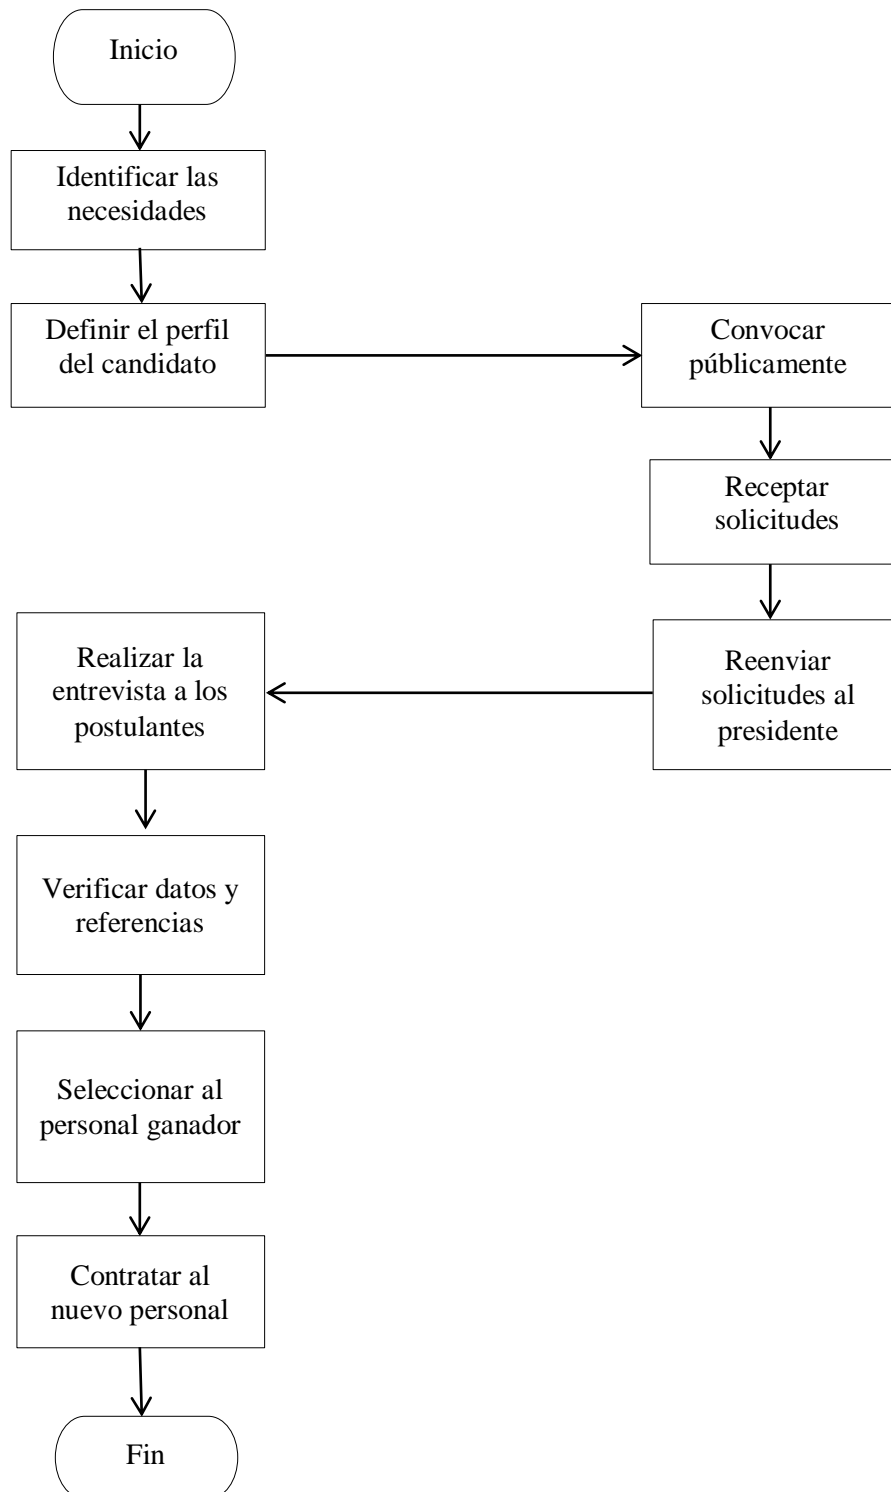 Inicio
Identificar las
necesidades
Definir el perfil
del candidato
Convocar
públicamente
Receptar
solicitudes
Reenviar
solicitudes al
presidente
Realizar la
entrevista a los
postulantes
Verificar datos y
referencias
Seleccionar al
personal ganador
Contratar al
nuevo personal
Fin